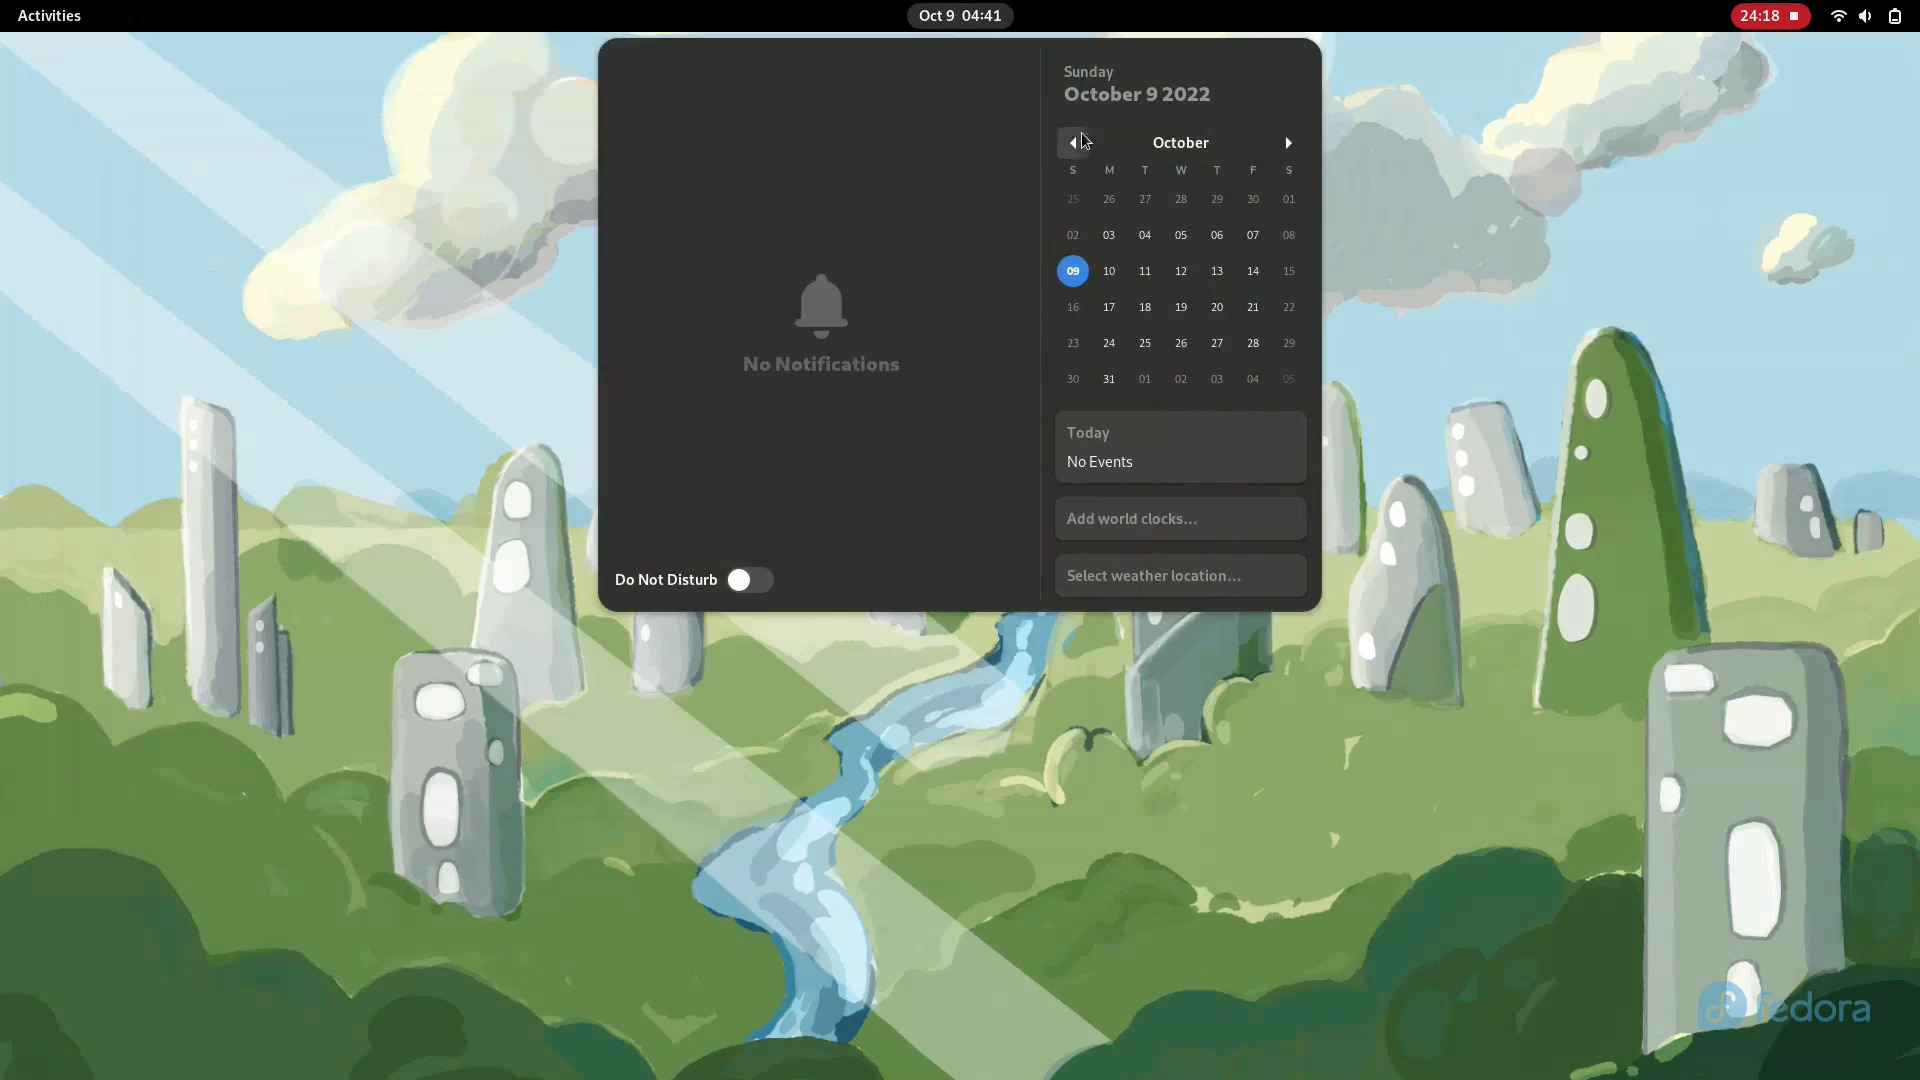 Activities
Oct 9 04:41
24:18
Sunday
October 9 2022
October
S M T W T F S
25 26 27 28 29 30 01
02 03 04 05 06 07 08
09 10 11 12 13 14 15
16 17 18 19 20 21 22
23 24 25 26 27 28 29
30 31 01 02 03 04 05
No Notifications
Today
No Events
Add world clocks...
Select weather location...
Do Not Disturb
fedora